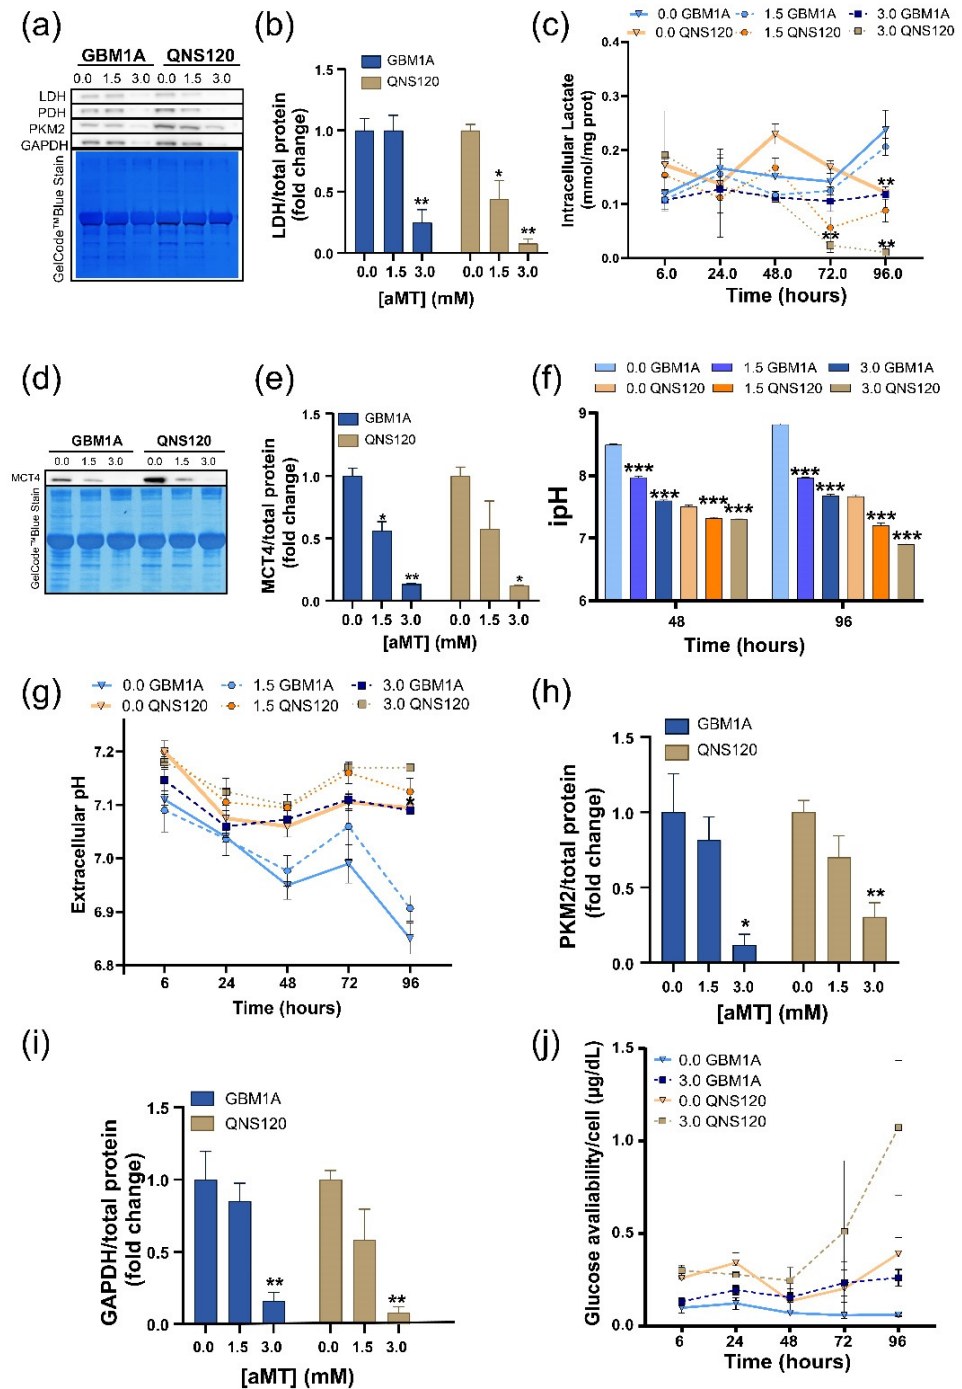 (a)
GBM1A QNS120
0.0 1.5 3.0 0.0 1.5 3.0
LDH
PDH
PKM2
GAPDH
GelCode™Blue Stain
(b)
GBM1A
QNS120
LDH/total protein
(fold change)
1.5
1.0
0.5
0.0
** * **
0.0 1.5 3.0 0.0 1.5 3.0
[aMT] (mM)
(c)
0.0 GBM1A 1.5 GBM1A 3.0 GBM1A
0.0 QNS120 1.5 QNS120 3.0 QNS120
Intracellular Lactate
(mmol/mg prot)
0.4
0.3
0.2
0.1
0.0
**
** **
6.0 24.0 48.0 72.0 96.0
Time (hours)
(d)
GBM1A QNS120
0.0 1.5 3.0 0.0 1.5 3.0
MCT4
GelCode™Blue Stain
(e)
GBM1A
QNS120
MCT4/total protein
(fold change)
1.5
1.0
0.5
0.0
* ** *
0.0 1.5 3.0 0.0 1.5 3.0
[aMT] (mM)
(f)
0.0 GBM1A 1.5 GBM1A 3.0 GBM1A
0.0 QNS120 1.5 QNS120 3.0 QNS120
ipH
9
8
7
6
*** *** *** *** *** *** ***
48 96
Time (hours)
(g)
0.0 GBM1A 1.5 GBM1A 3.0 GBM1A
0.0 QNS120 1.5 QNS120 3.0 QNS120
Extracellular pH
7.2
7.1
7.0
6.9
6.8
*
6 24 48 72 96
Time (hours)
(h)
GBM1A
QNS120
PKM2/total protein
(fold change)
1.5
1.0
0.5
0.0
* **
0.0 1.5 3.0 0.0 1.5 3.0
[aMT] (mM)
(i)
GBM1A
QNS120
GAPDH/total protein
(fold change)
1.5
1.0
0.5
0.0
** **
0.0 1.5 3.0 0.0 1.5 3.0
[aMT] (mM)
(j)
0.0 GBM1A
3.0 GBM1A
0.0 QNS120
3.0 QNS120
Glucose avaliability/cell (µg/dL)
1.5
1.0
0.5
0.0
6 24 48 72 96
Time (hours)